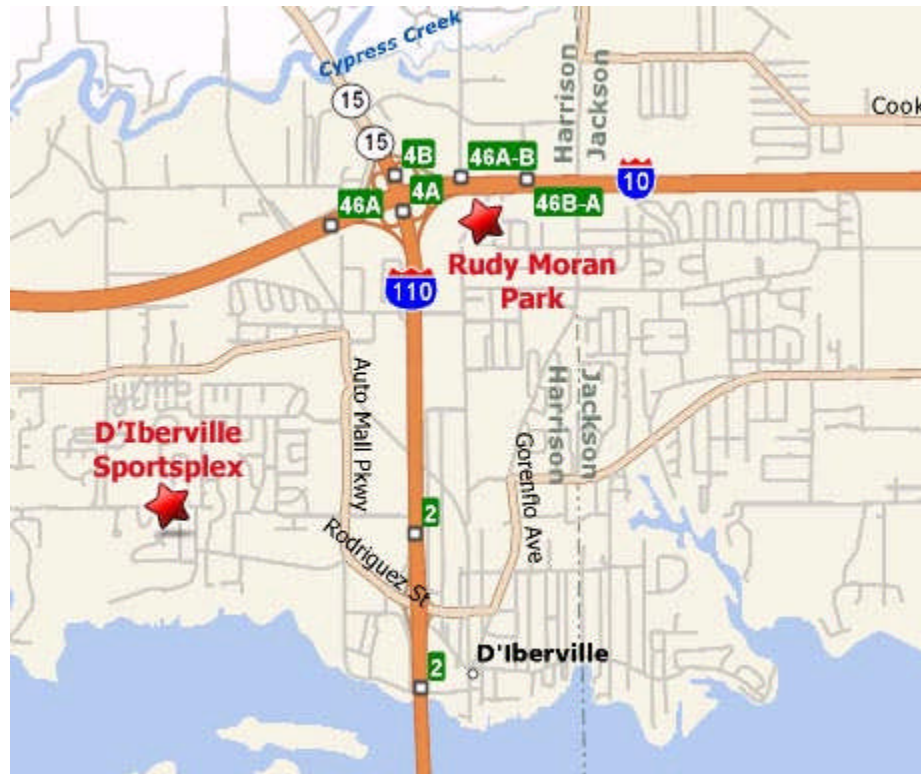 Cypress Creek
15
15
Harrison
Jackson
Cook
4B
46A-B
10
4A
46A
46B-A
Rudy Moran
Park
110
Auto Mall Pkwy
Harrison
Jackson
D'Iberville
Sportsplex
Gorenflo Ave
2
Rodriguez St
D'Iberville
2